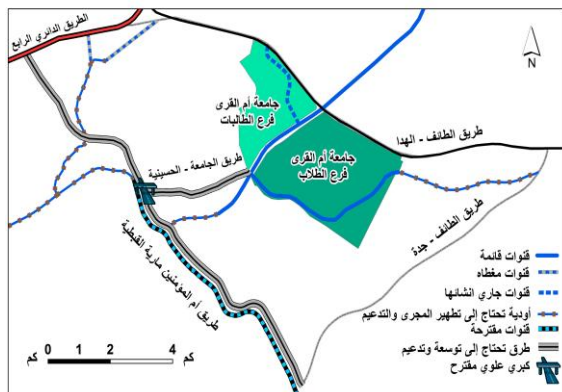 الطريق الدائري الرابع
N
جامعة أم القرى
فرع الطالبات
طريق الطائف - الهدا
جامعة أم القرى
فرع الطلاب
طريق الجامعة - الحسينية
طريق الطائف - جدة
طريق أم المؤمنين مارية القبطية
قنوات قائمة
قنوات مغطاه
قنوات جاري انشائها
أودية تحتاج إلى تطهير المجرى والتدعيم
قنوات مقترحة
طرق تحتاج إلى توسعة وتدعيم
كبري علوي مقترح
كم 0 2 4 كم